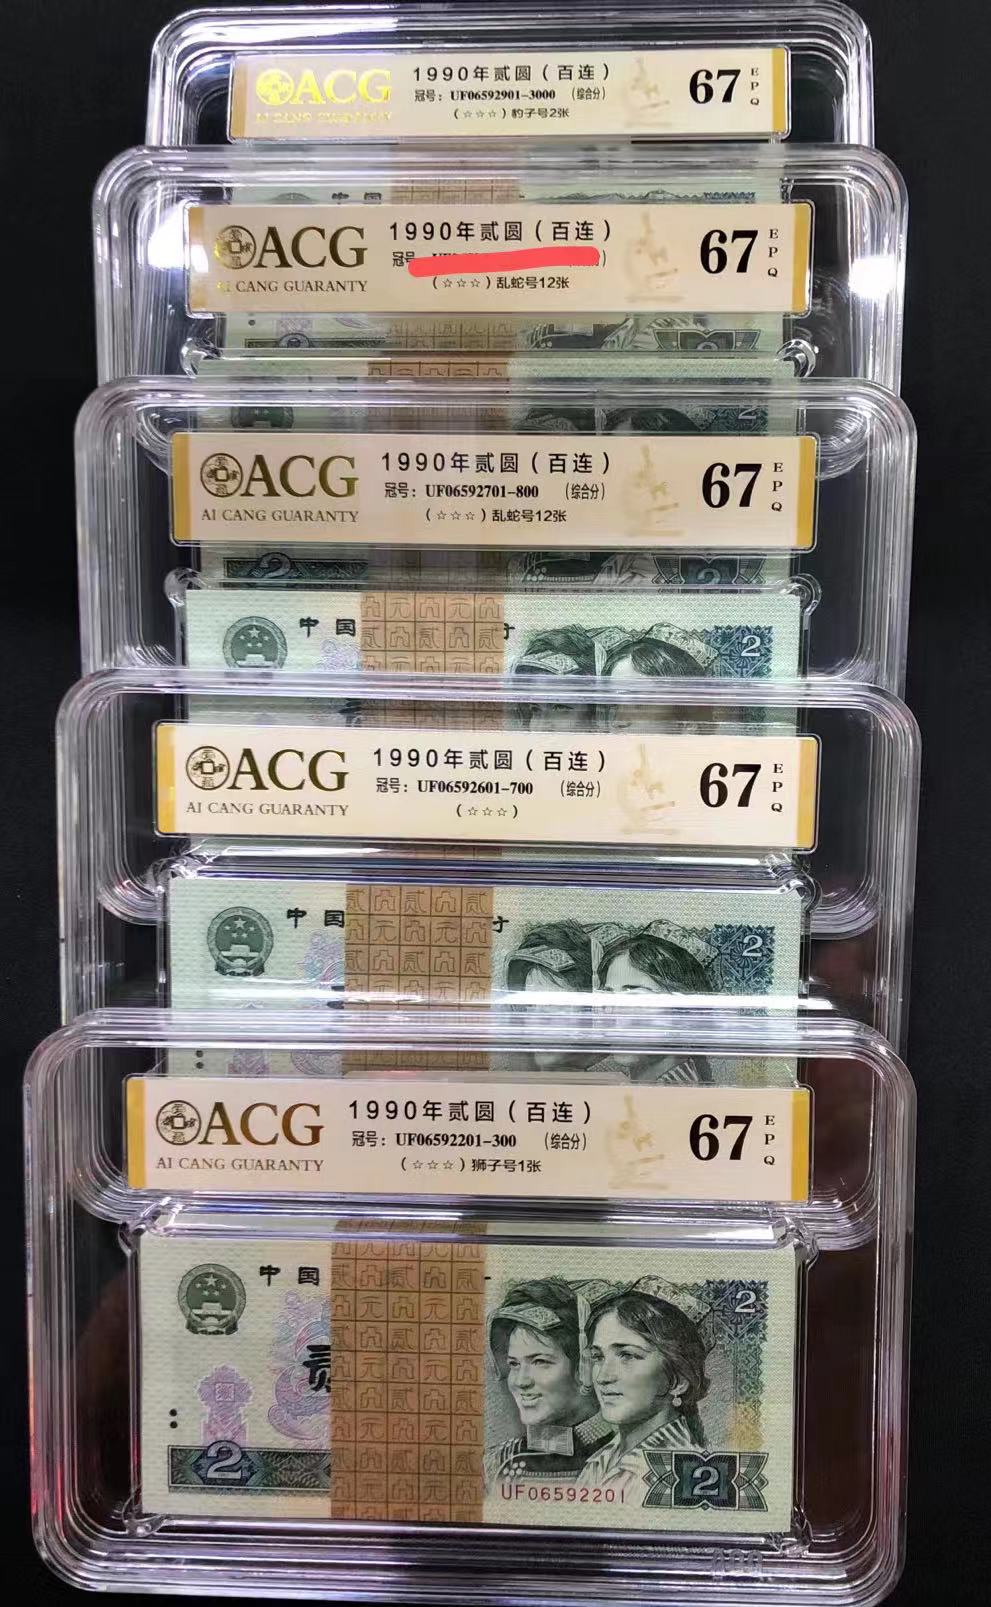 ACG 1990年贰圆（百连） 67 EPQ
冠号：UF06592901-3000 （综合分）
（☆☆☆）豹子号2张
ACG 1990年贰圆（百连） 67 EPQ
冠号
AI CANG GUARANTY （☆☆☆）乱蛇号12张
ACG 1990年贰圆（百连） 67 EPQ
冠号：UF06592701-800 （综合分）
AI CANG GUARANTY （☆☆☆）乱蛇号12张
中国
2
ACG 1990年贰圆（百连） 67 EPQ
冠号：UF06592601-700 （综合分）
AI CANG GUARANTY （☆☆☆）
中国
2
ACG 1990年贰圆（百连） 67 EPQ
冠号：UF06592201-300 （综合分）
AI CANG GUARANTY （☆☆☆）狮子号1张
中国
2
贰
2
UF06592201
2